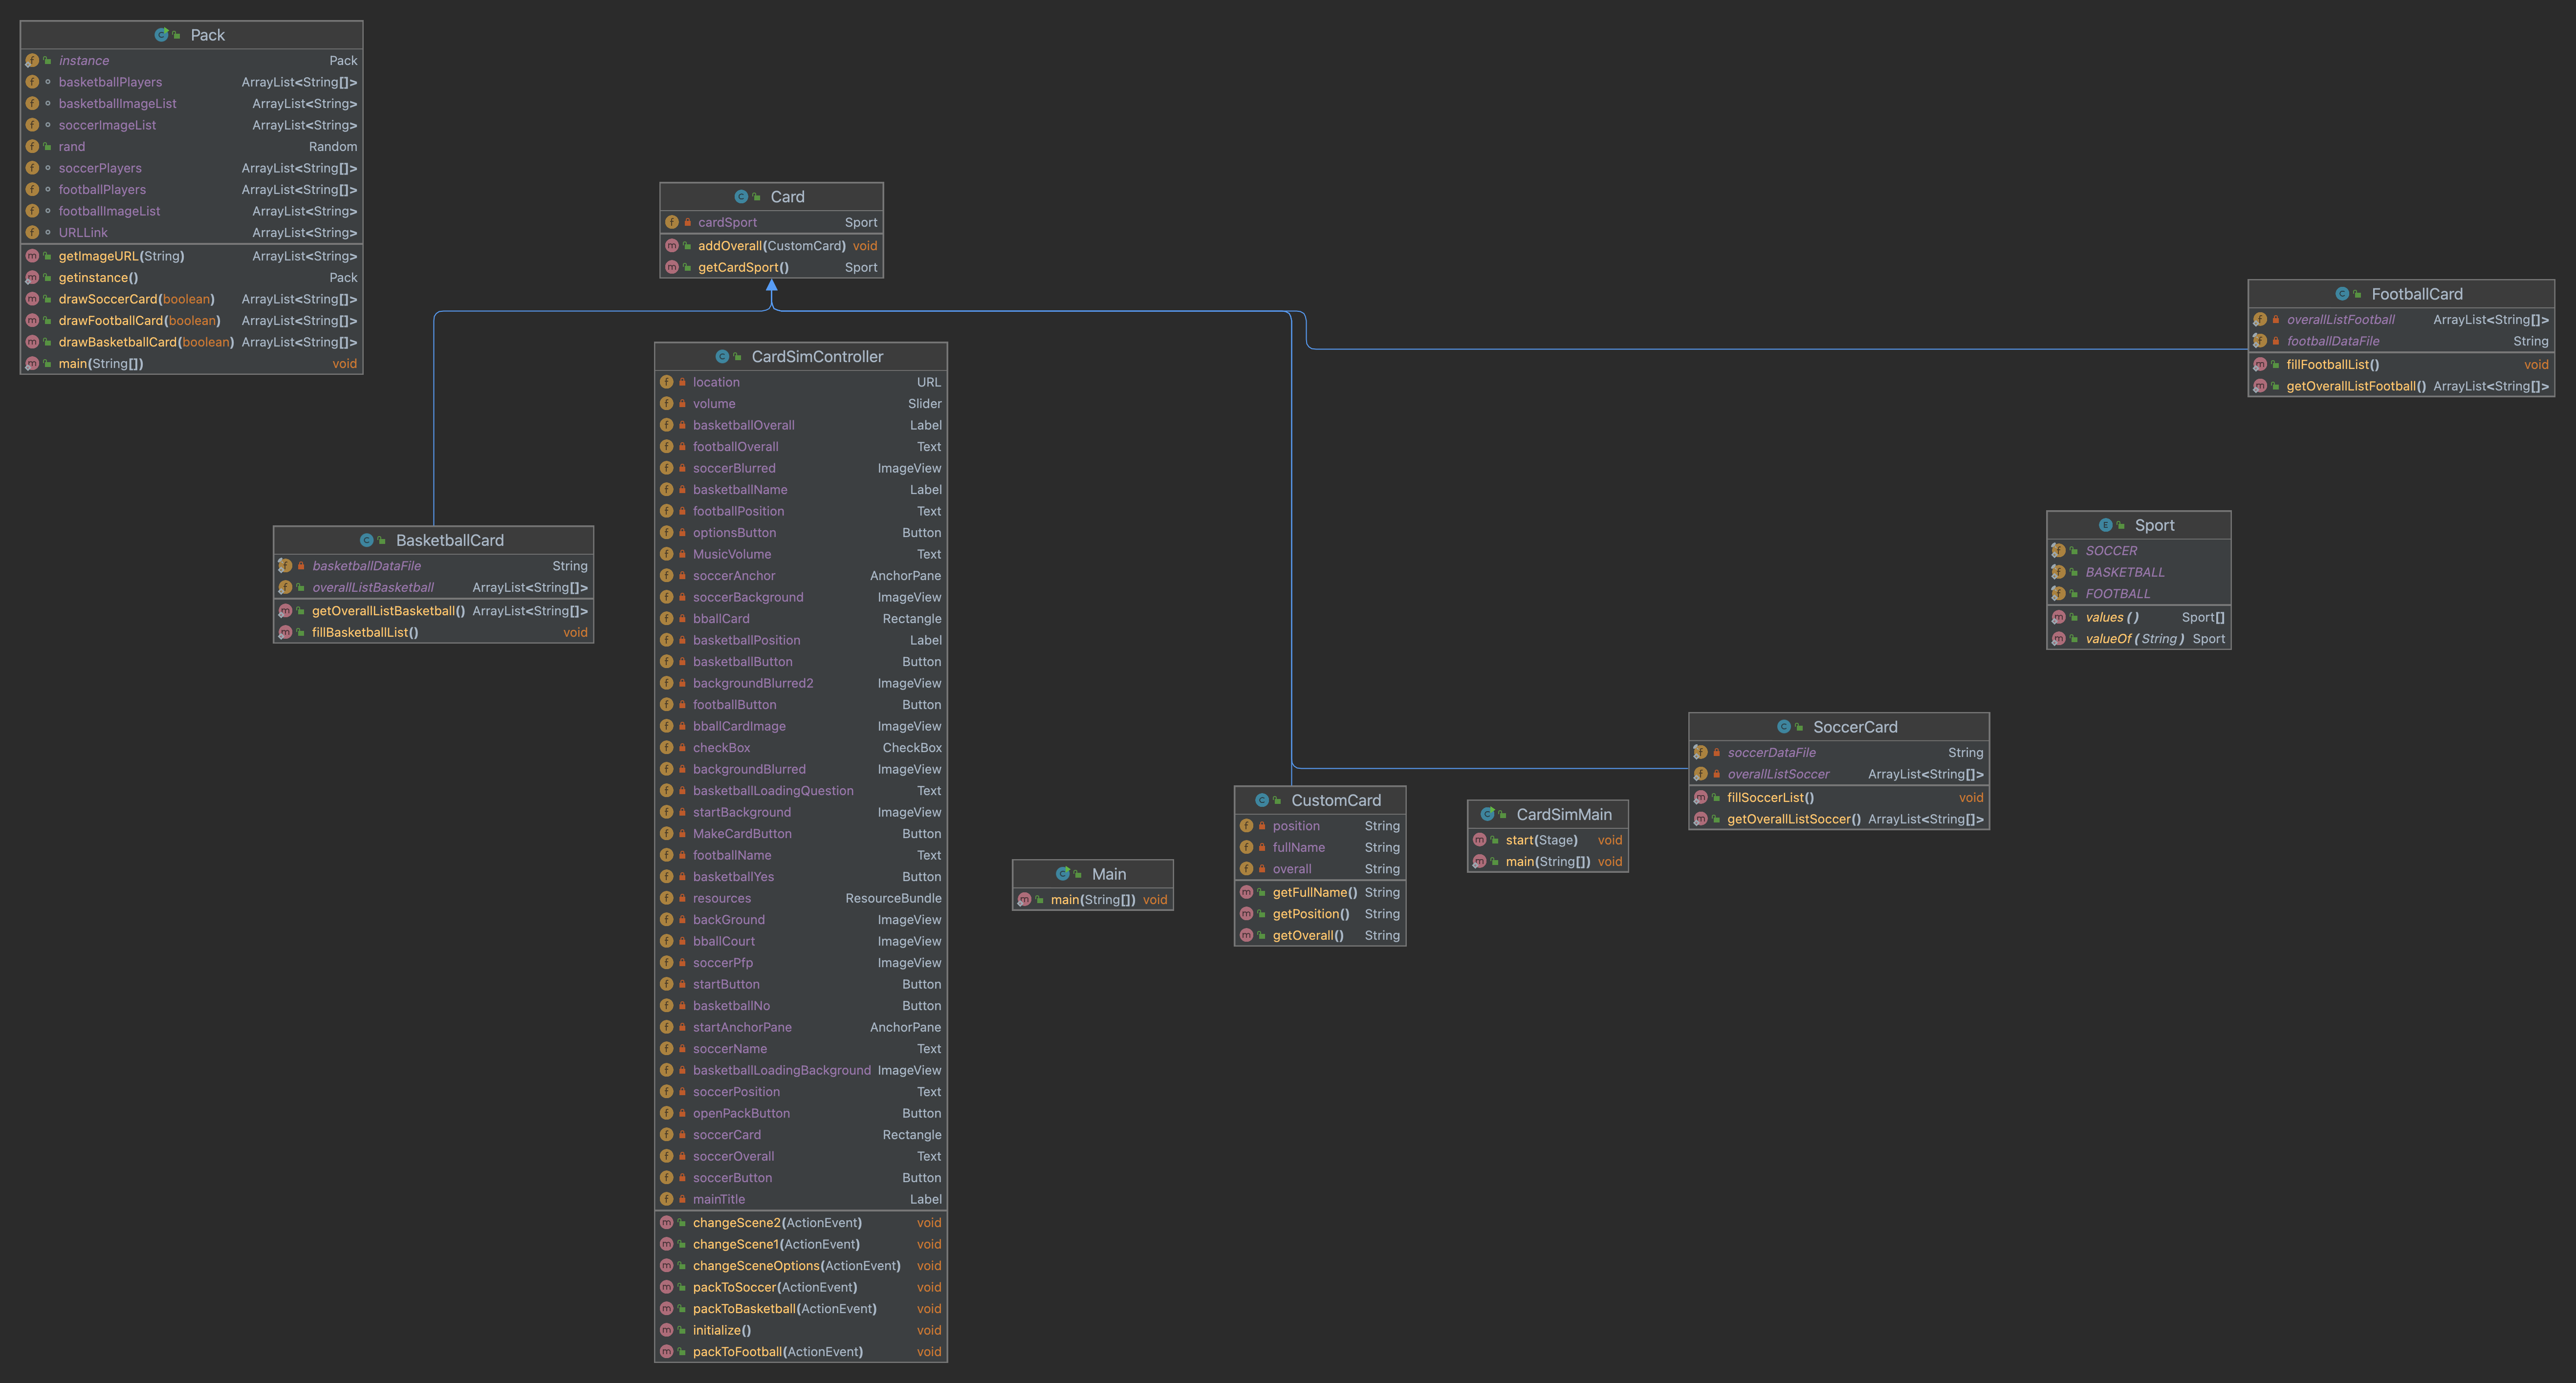 Pack
instance Pack
basketballPlayers ArrayList<String[]>
basketballImageList ArrayList<String>
soccerImageList ArrayList<String>
rand Random
soccerPlayers ArrayList<String[]>
footballPlayers ArrayList<String[]>
footballImageList ArrayList<String>
URLLink ArrayList<String>
getImageURL(String) ArrayList<String>
getinstance() Pack
drawSoccerCard(boolean) ArrayList<String[]>
drawFootballCard(boolean) ArrayList<String[]>
drawBasketballCard(boolean) ArrayList<String[]>
main(String[]) void
Card
cardSport Sport
addOverall(CustomCard) void
getCardSport() Sport
FootballCard
overallListFootball ArrayList<String[]>
footballDataFile String
fillFootballList() void
getOverallListFootball() ArrayList<String[]>
CardSimController
location URL
volume Slider
basketballOverall Label
footballOverall Text
soccerBlurred ImageView
basketballName Label
footballPosition Text
optionsButton Button
MusicVolume Text
soccerAnchor AnchorPane
soccerBackground ImageView
bballCard Rectangle
basketballPosition Label
basketballButton Button
backgroundBlurred2 ImageView
footballButton Button
bballCardImage ImageView
checkBox CheckBox
backgroundBlurred ImageView
basketballLoadingQuestion Text
startBackground ImageView
MakeCardButton Button
footballName Text
basketballYes Button
resources ResourceBundle
backGround ImageView
bballCourt ImageView
soccerPfp ImageView
startButton Button
basketballNo Button
startAnchorPane AnchorPane
soccerName Text
basketballLoadingBackground ImageView
soccerPosition Text
openPackButton Button
soccerCard Rectangle
soccerOverall Text
soccerButton Button
mainTitle Label
changeScene2(ActionEvent) void
changeScene1(ActionEvent) void
changeSceneOptions(ActionEvent) void
packToSoccer(ActionEvent) void
packToBasketball(ActionEvent) void
initialize() void
packToFootball(ActionEvent) void
BasketballCard
basketballDataFile String
overallListBasketball ArrayList<String[]>
getOverallListBasketball() ArrayList<String[]>
fillBasketballList() void
Sport
SOCCER
BASKETBALL
FOOTBALL
values() Sport[]
valueOf(String) Sport
SoccerCard
soccerDataFile String
overallListSoccer ArrayList<String[]>
fillSoccerList() void
getOverallListSoccer() ArrayList<String[]>
CustomCard
position String
fullName String
overall String
getFullName() String
getPosition() String
getOverall() String
CardSimMain
start(Stage) void
main(String[]) void
Main
main(String[]) void